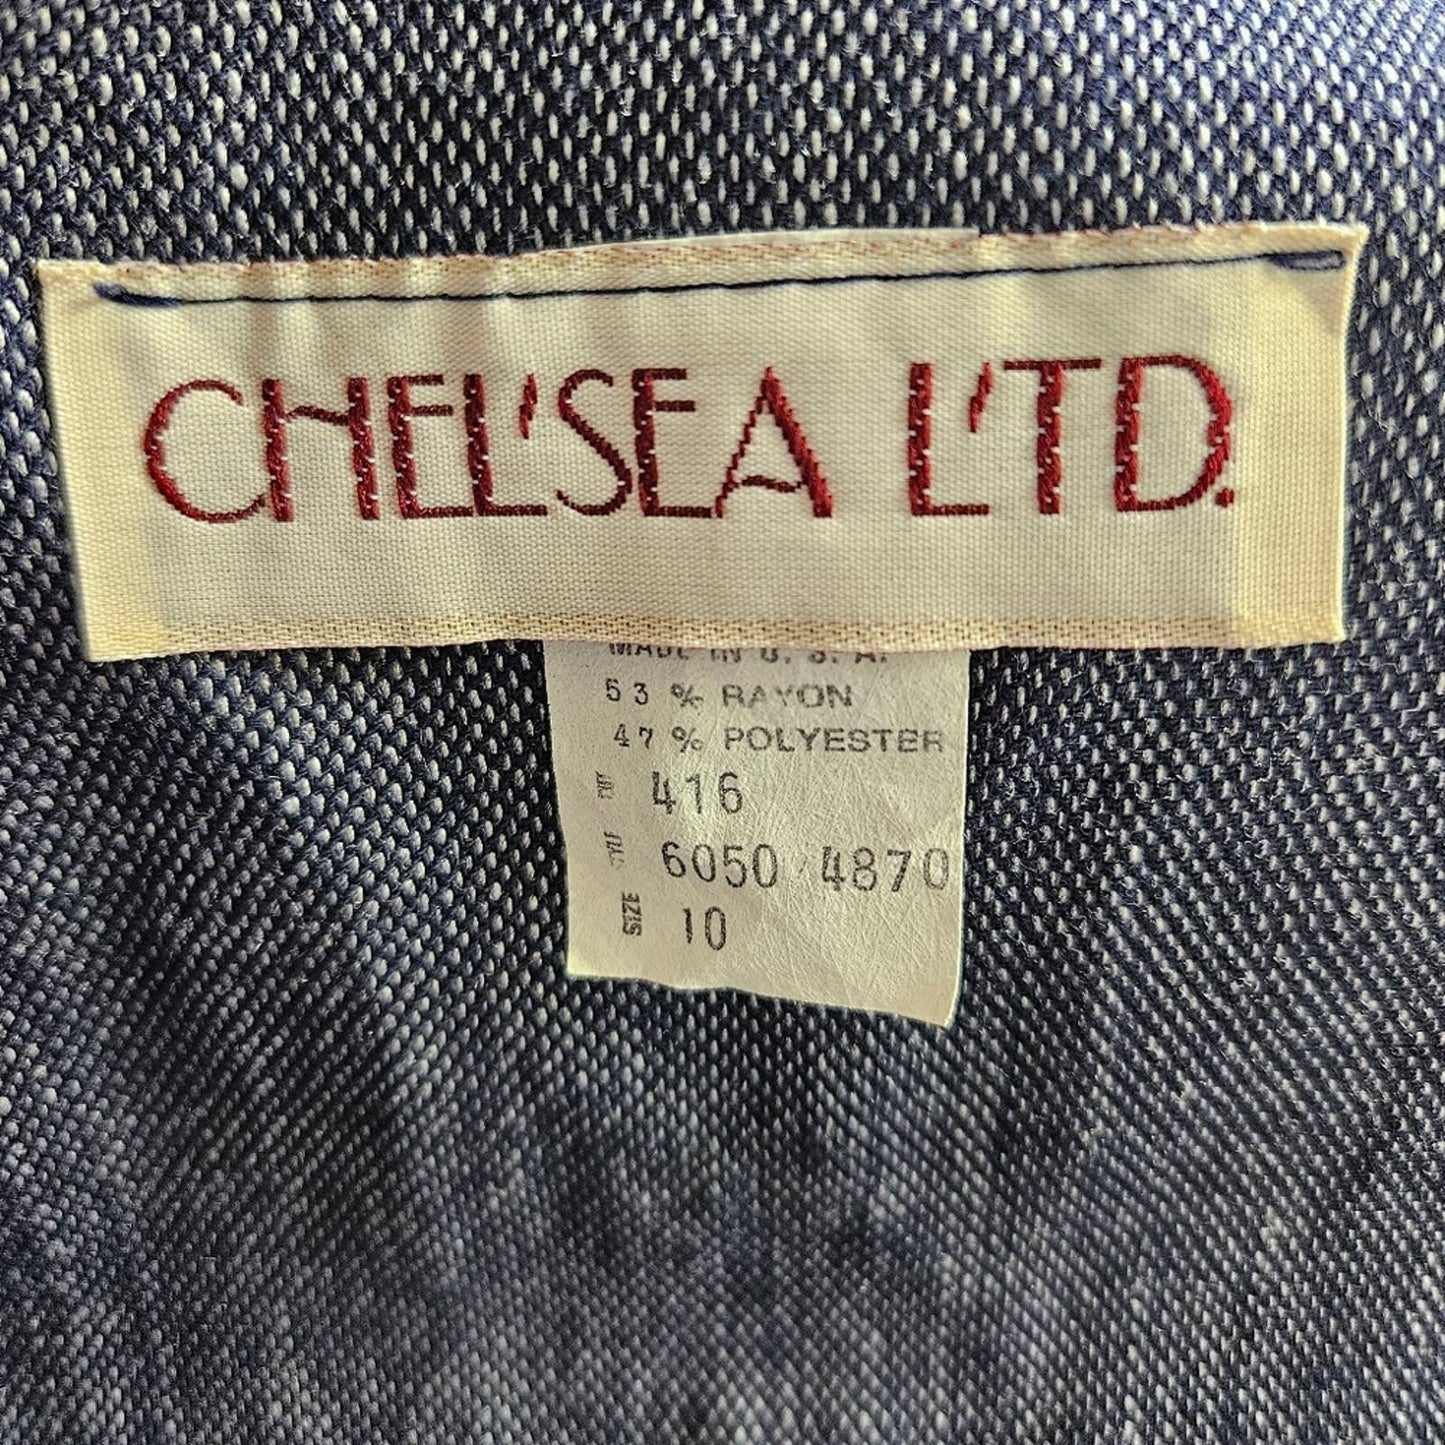 CHEL'SEA L'TD.
MADE IN U. S. A.
53 % RAYON
47 % POLYESTER
416
6050 4870
SIZE 10